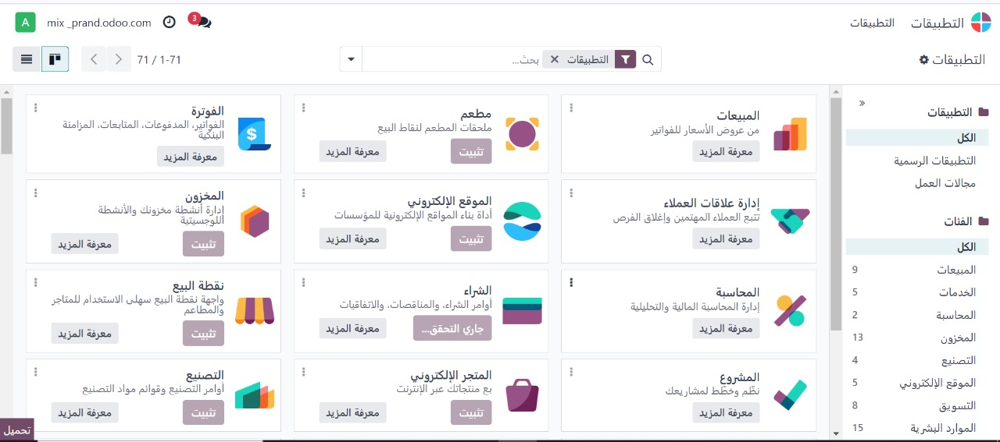 التطبيقات
التطبيقات
3
mix _prand.odoo.com
A
التطبيقات
التطبيقات
بحث...
71 / 1-71
التطبيقات
الكل
التطبيقات الرسمية
مجالات العمل
الفئات
الكل
المبيعات 9
الخدمات 5
المحاسبة 2
المخزون 13
التصنيع 4
الموقع الإلكتروني 5
التسويق 8
الموارد البشرية 15
المبيعات
من عروض الأسعار للفواتير
معرفة المزيد
مطعم
ملحقات المطعم لنقاط البيع
تثبيت
معرفة المزيد
الفوترة
الفواتير، المدفوعات، المتابعات، المزامنة
البنكية
معرفة المزيد
إدارة علاقات العملاء
تتبع العملاء المهتمين وإغلاق الفرص
معرفة المزيد
الموقع الإلكتروني
أداة بناء المواقع الإلكترونية للمؤسسات
تثبيت
معرفة المزيد
المخزون
إدارة أنشطة مخزونك والأنشطة
اللوجسيتية
تثبيت
معرفة المزيد
المحاسبة
إدارة المحاسبة المالية والتحليلية
معرفة المزيد
الشراء
أوامر الشراء، والمناقصات، والاتفاقيات
جاري التحقق...
معرفة المزيد
نقطة البيع
واجهة نقطة البيع سهلى الاستخدام للمتاجر
والمطاعم
تثبيت
معرفة المزيد
المشروع
نظّم وخطّط لمشاريعك
معرفة المزيد
المتجر الإلكتروني
بع منتجاتك عبر الإنترنت
تثبيت
معرفة المزيد
التصنيع
أوامر التصنيع وقوائم مواد التصنيع
تثبيت
معرفة المزيد
تحميل